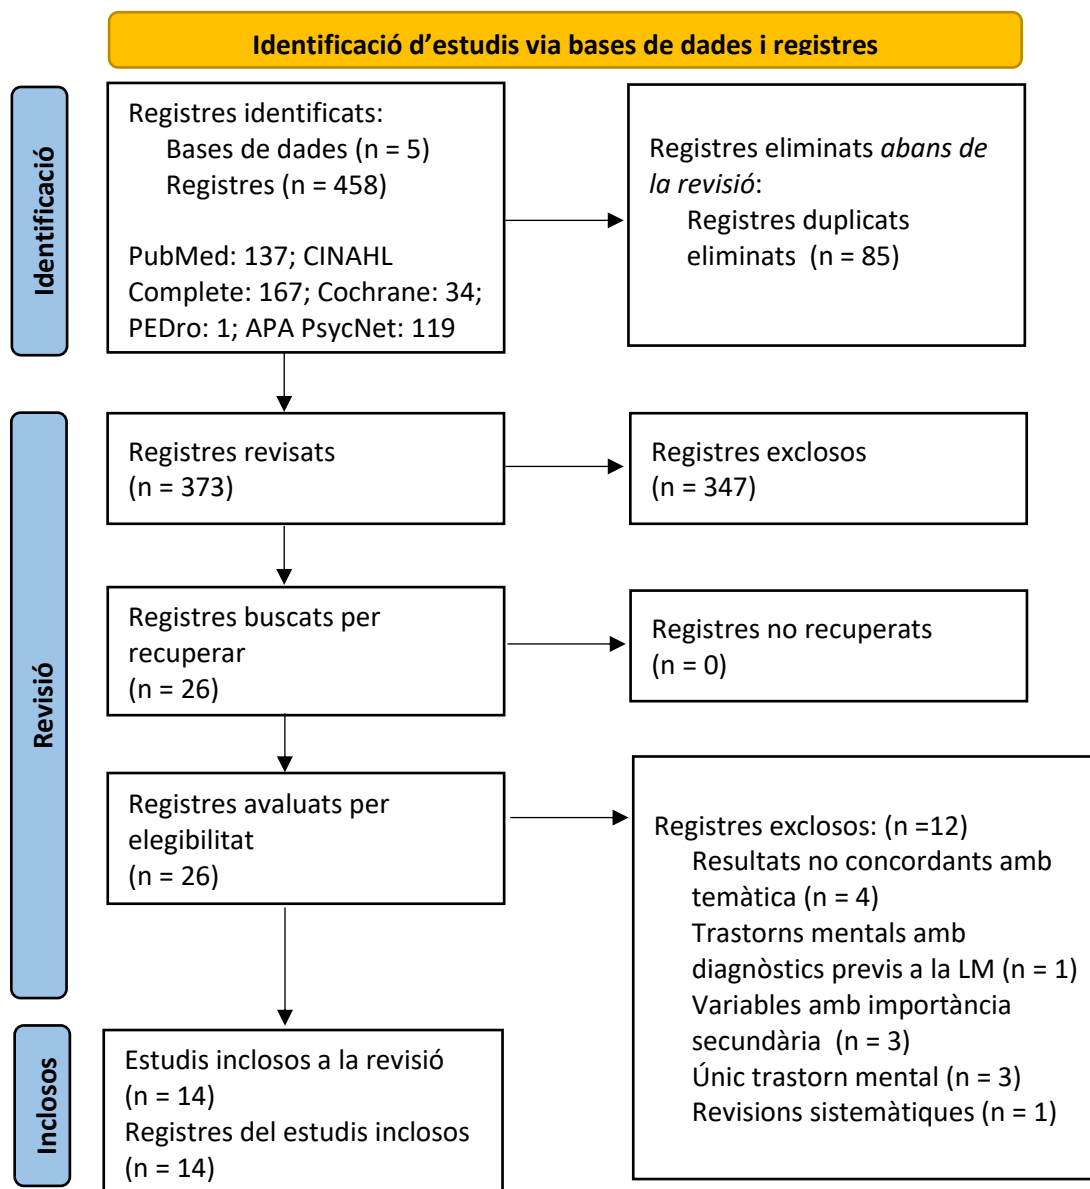 Identificació d’estudis via bases de dades i registres
Identificació
Registres identificats:
Bases de dades (n = 5)
Registres (n = 458)
PubMed: 137; CINAHL
Complete: 167; Cochrane: 34;
PEDro: 1; APA PsycNet: 119
Registres eliminats abans de
la revisió:
Registres duplicats
eliminats (n = 85)
Revisió
Registres revisats
(n = 373)
Registres exclosos
(n = 347)
Registres buscats per
recuperar
(n = 26)
Registres no recuperats
(n = 0)
Registres avaluats per
elegibilitat
(n = 26)
Registres exclosos: (n =12)
Resultats no concordants amb
temàtica (n = 4)
Trastorns mentals amb
diagnòstics previs a la LM (n = 1)
Variables amb importància
secundària (n = 3)
Únic trastorn mental (n = 3)
Revisions sistemàtiques (n = 1)
Inclosos
Estudis inclosos a la revisió
(n = 14)
Registres del estudis inclosos
(n = 14)